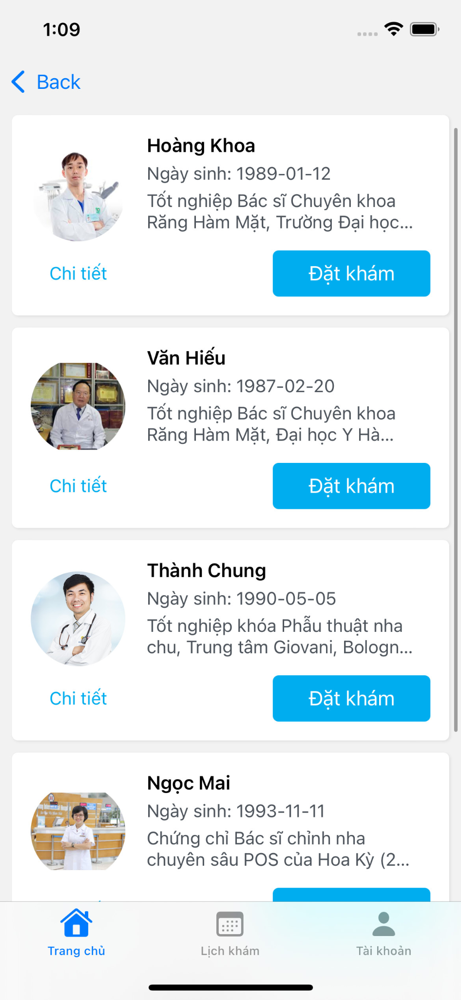 1:09
Back
Hoàng Khoa
Ngày sinh: 1989-01-12
Tốt nghiệp Bác sĩ Chuyên khoa
Răng Hàm Mặt, Trường Đại học...
Chi tiết
Đặt khám
Văn Hiếu
Ngày sinh: 1987-02-20
Tốt nghiệp Bác sĩ Chuyên khoa
Răng Hàm Mặt, Đại học Y Hà...
Chi tiết
Đặt khám
Thành Chung
Ngày sinh: 1990-05-05
Tốt nghiệp khóa Phẫu thuật nha
chu, Trung tâm Giovani, Bologn...
Chi tiết
Đặt khám
Ngọc Mai
Ngày sinh: 1993-11-11
Chứng chỉ Bác sĩ chỉnh nha
chuyên sâu POS của Hoa Kỳ (2...
Trang chủ
Lịch khám
Tài khoản